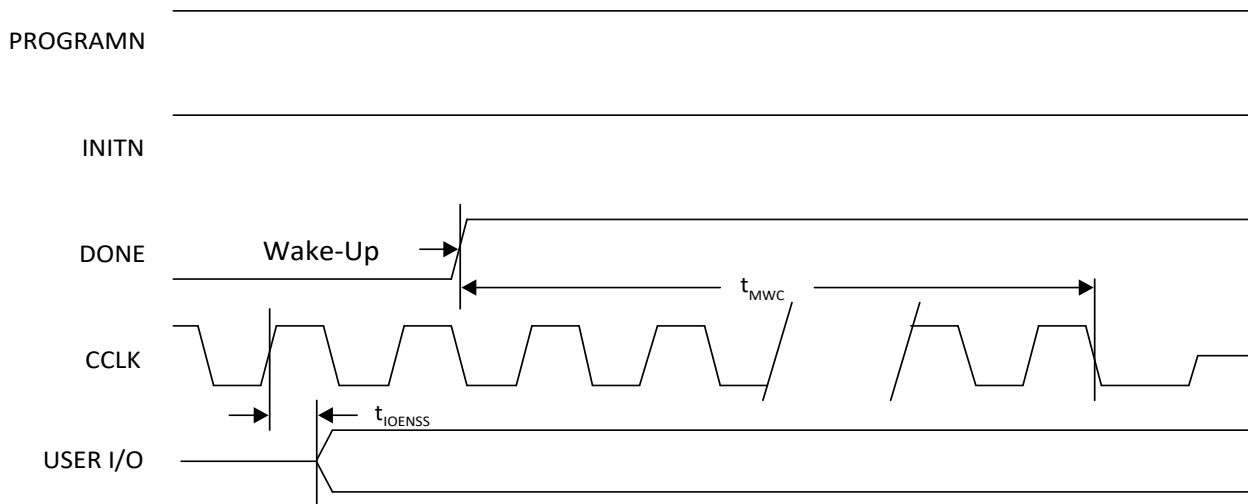 PROGRAMN
INITN
DONE
Wake-Up
tMWC
CCLK
tIOENSS
USER I/O